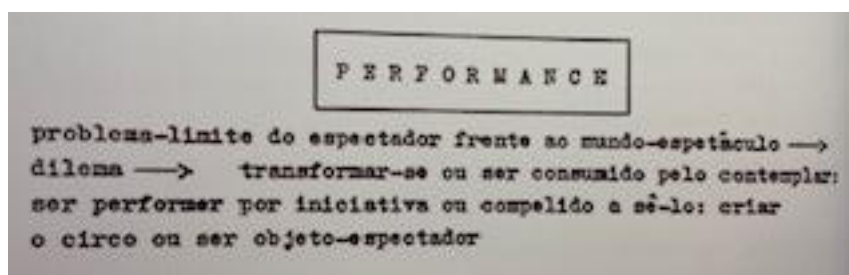 PERFORMANCE
problema-limite do espectador frente ao mundo-espetáculo →
dilema → transformar-se ou ser consumido pelo contemplar:
ser performer por iniciativa ou compelido a sê-lo: criar
o circo ou ser objeto-espectador